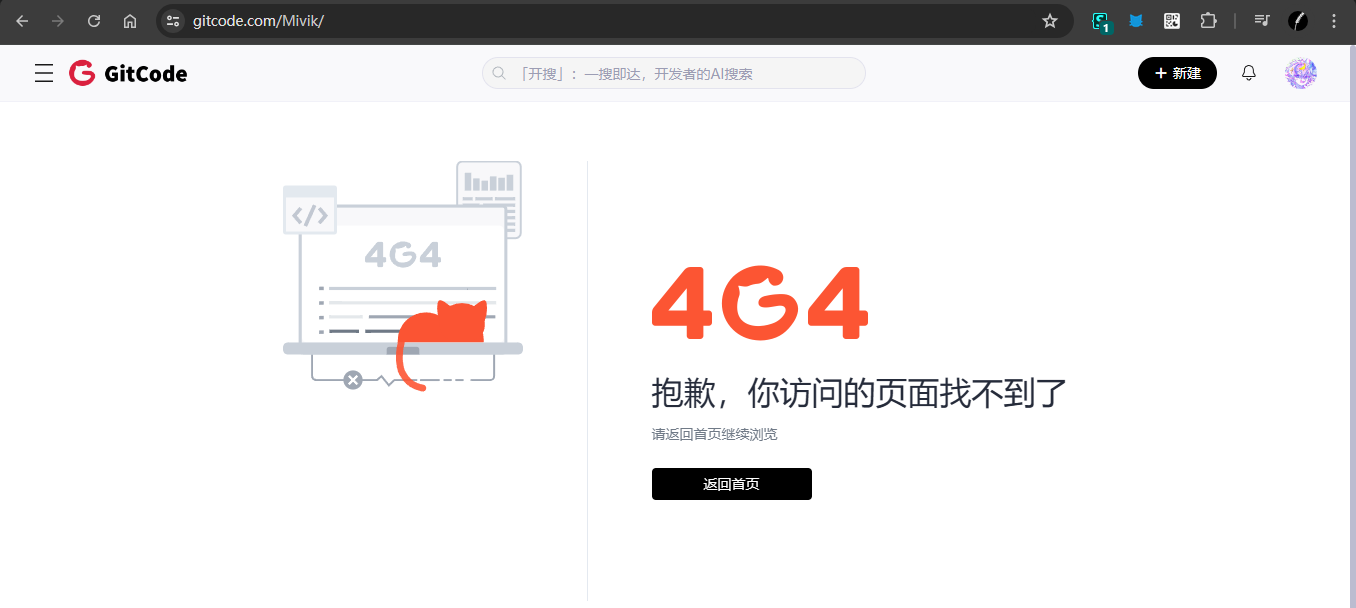 gitcode.com/Mivik/
1
GitCode
「开搜」：一搜即达，开发者的AI搜索
+ 新建
</>
4G4
4G4
抱歉，你访问的页面找不到了
请返回首页继续浏览
返回首页